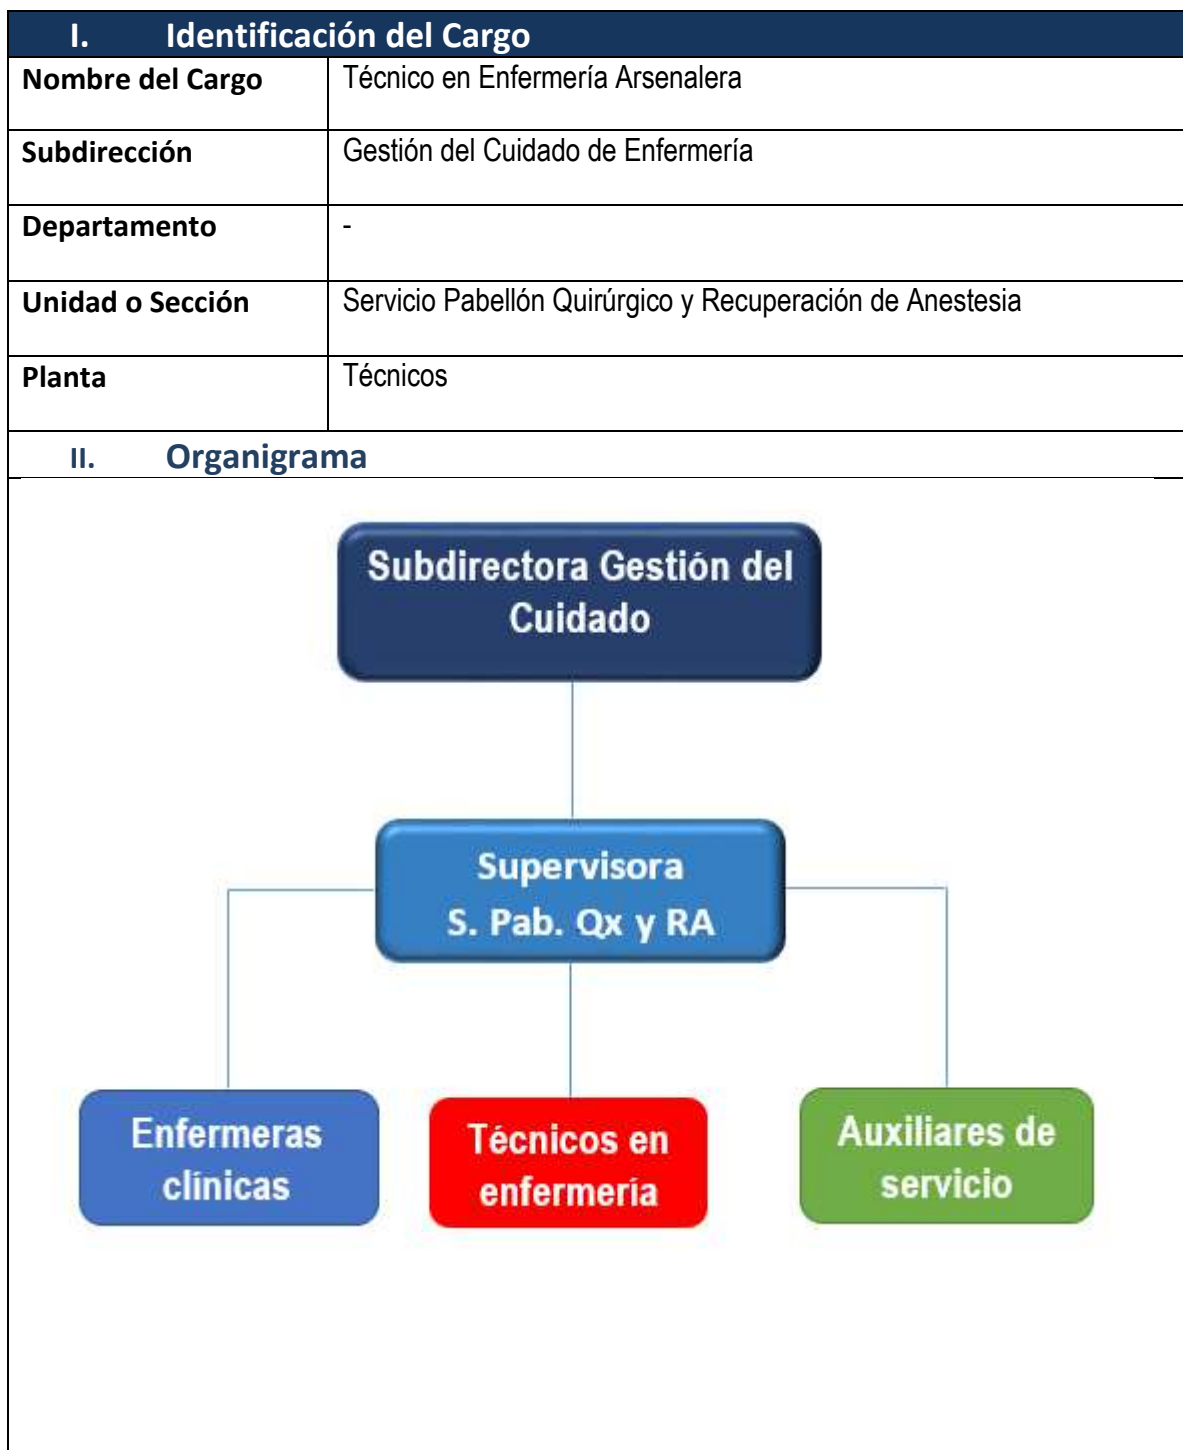 I. Identificación del Cargo
Nombre del Cargo Técnico en Enfermería Arsenalera
Subdirección Gestión del Cuidado de Enfermería
Departamento -
Unidad o Sección Servicio Pabellón Quirúrgico y Recuperación de Anestesia
Planta Técnicos
II. Organigrama
Subdirectora Gestión del
Cuidado
Supervisora
S. Pab. Qx y RA
Enfermeras
clínicas
Técnicos en
enfermería
Auxiliares de
servicio